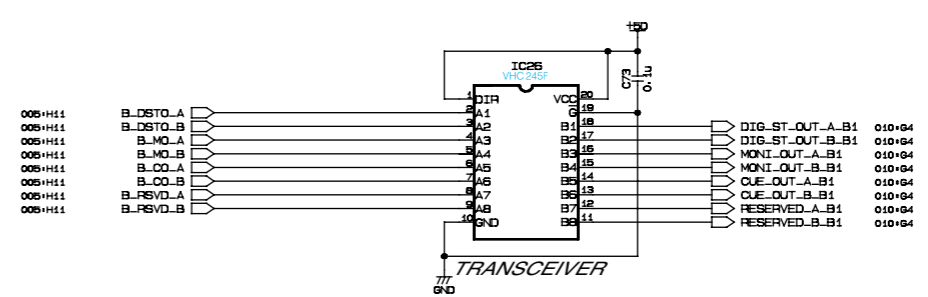 +5D
IC26
VHC245F
C73
0.1u
1 DIR VCC 20
005:H11 B_DSTO_A 2 A1 G 19
005:H11 B_DSTO_B 3 A2 B1 18 DIG_ST_OUT_A_B1 010:G4
005:H11 B_MO_A 4 A3 B2 17 DIG_ST_OUT_B_B1 010:G4
005:H11 B_MO_B 5 A4 B3 16 MONI_OUT_A_B1 010:G4
005:H11 B_CO_A 6 A5 B4 15 MONI_OUT_B_B1 010:G4
005:H11 B_CO_B 7 A6 B5 14 CUE_OUT_A_B1 010:G4
005:H11 B_RSVD_A 8 A7 B6 13 CUE_OUT_B_B1 010:G4
005:H11 B_RSVD_B 9 A8 B7 12 RESERVED_A_B1 010:G4
10 GND B8 11 RESERVED_B_B1 010:G4
TRANSCEIVER
GND